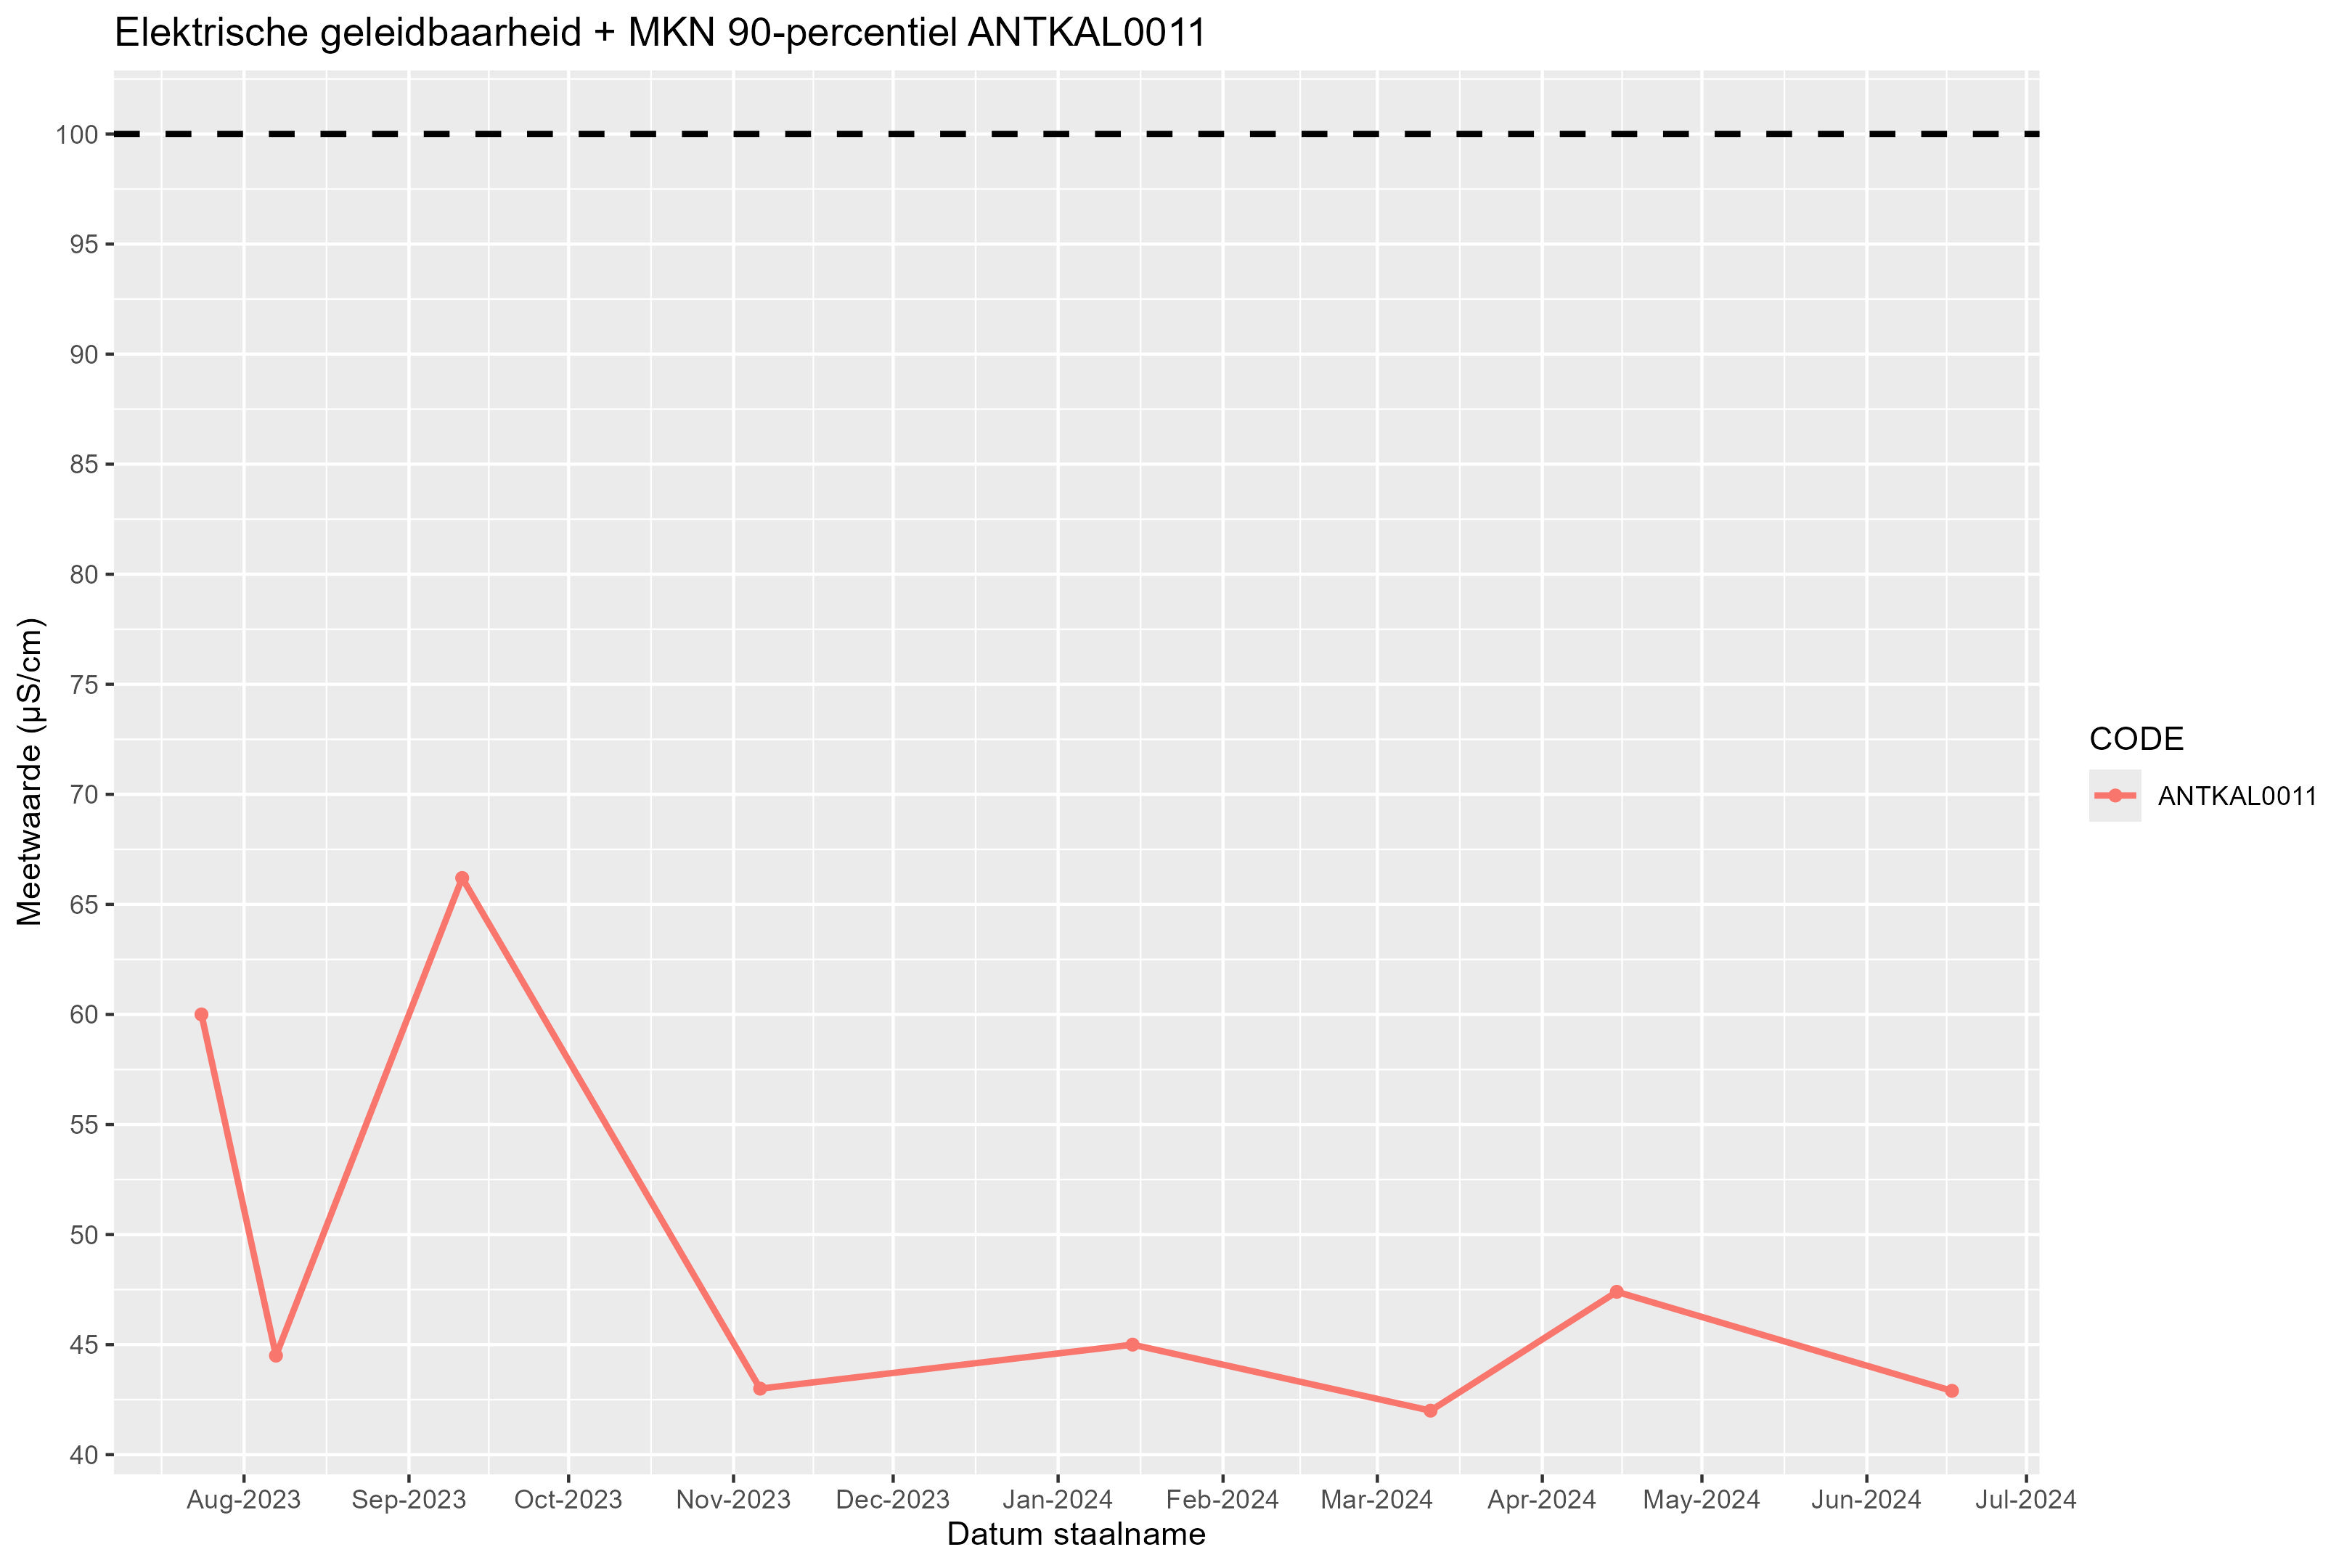 Elektrische geleidbaarheid + MKN 90-percentiel ANTKAL0011
Meetwaarde (µS/cm)
100
95
90
85
80
75
70
65
60
55
50
45
40
Aug-2023 Sep-2023 Oct-2023 Nov-2023 Dec-2023 Jan-2024 Feb-2024 Mar-2024 Apr-2024 May-2024 Jun-2024 Jul-2024
Datum staalname
CODE
ANTKAL0011